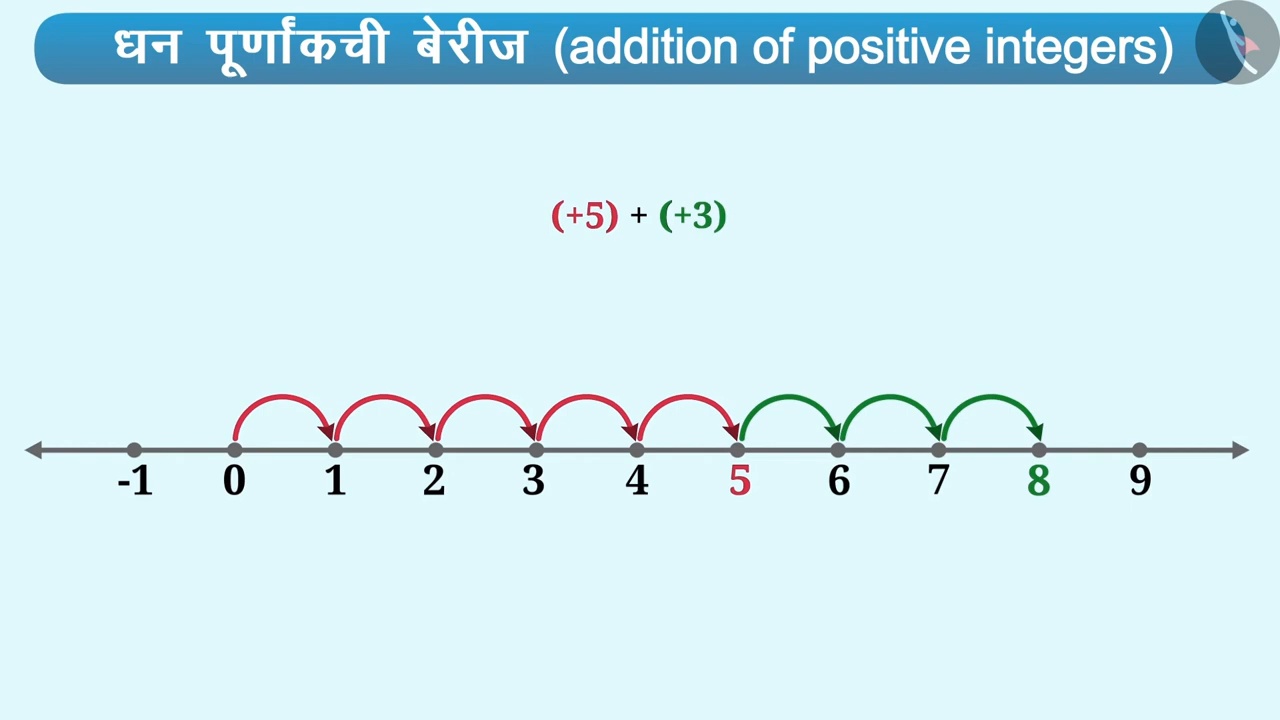 धन पूर्णांकची बेरीज (addition of positive integers)
(+5) + (+3)
-1 0 1 2 3 4 5 6 7 8 9